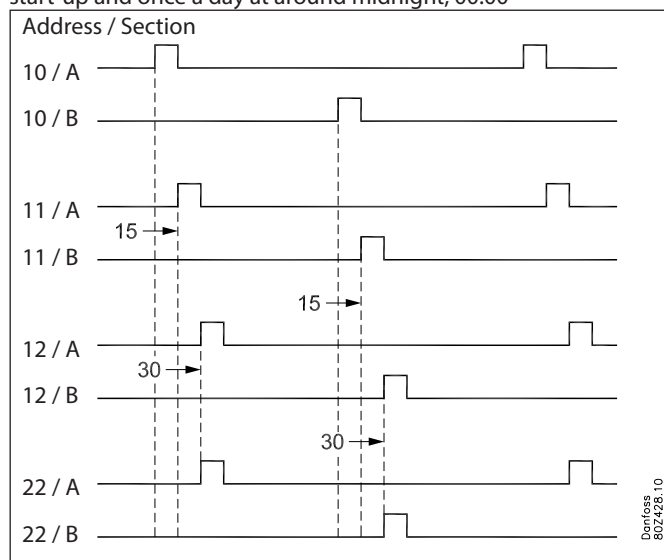 start-up and once a day at around midnight, 00:00
Address / Section
10 / A
10 / B
11 / A
15
11 / B
15
12 / A
30
12 / B
30
22 / A
22 / B
Danfoss
80Z428.10